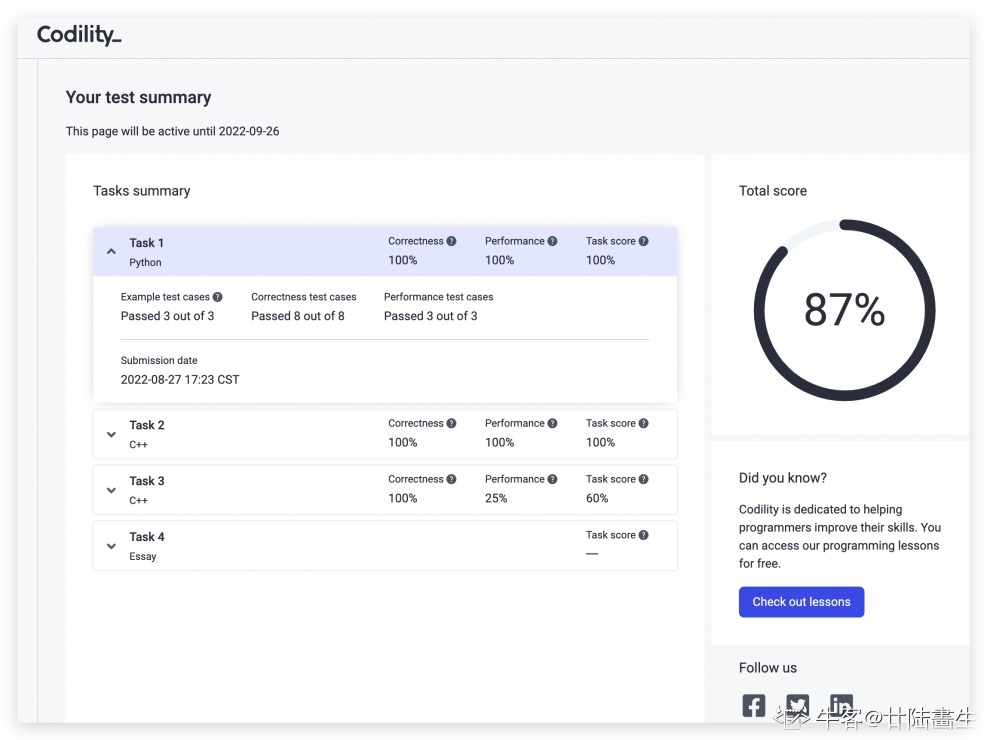 Codility_
Your test summary
This page will be active until 2022-09-26
Tasks summary
Task 1
Python
Correctness ?
100%
Performance ?
100%
Task score ?
100%
Example test cases ?
Passed 3 out of 3
Correctness test cases
Passed 8 out of 8
Performance test cases
Passed 3 out of 3
Submission date
2022-08-27 17:23 CST
Task 2
C++
Correctness ?
100%
Performance ?
100%
Task score ?
100%
Task 3
C++
Correctness ?
100%
Performance ?
25%
Task score ?
60%
Task 4
Essay
Task score ?
—
Total score
87%
Did you know?
Codility is dedicated to helping
programmers improve their skills. You
can access our programming lessons
for free.
Check out lessons
Follow us
牛客@廿陆畫生